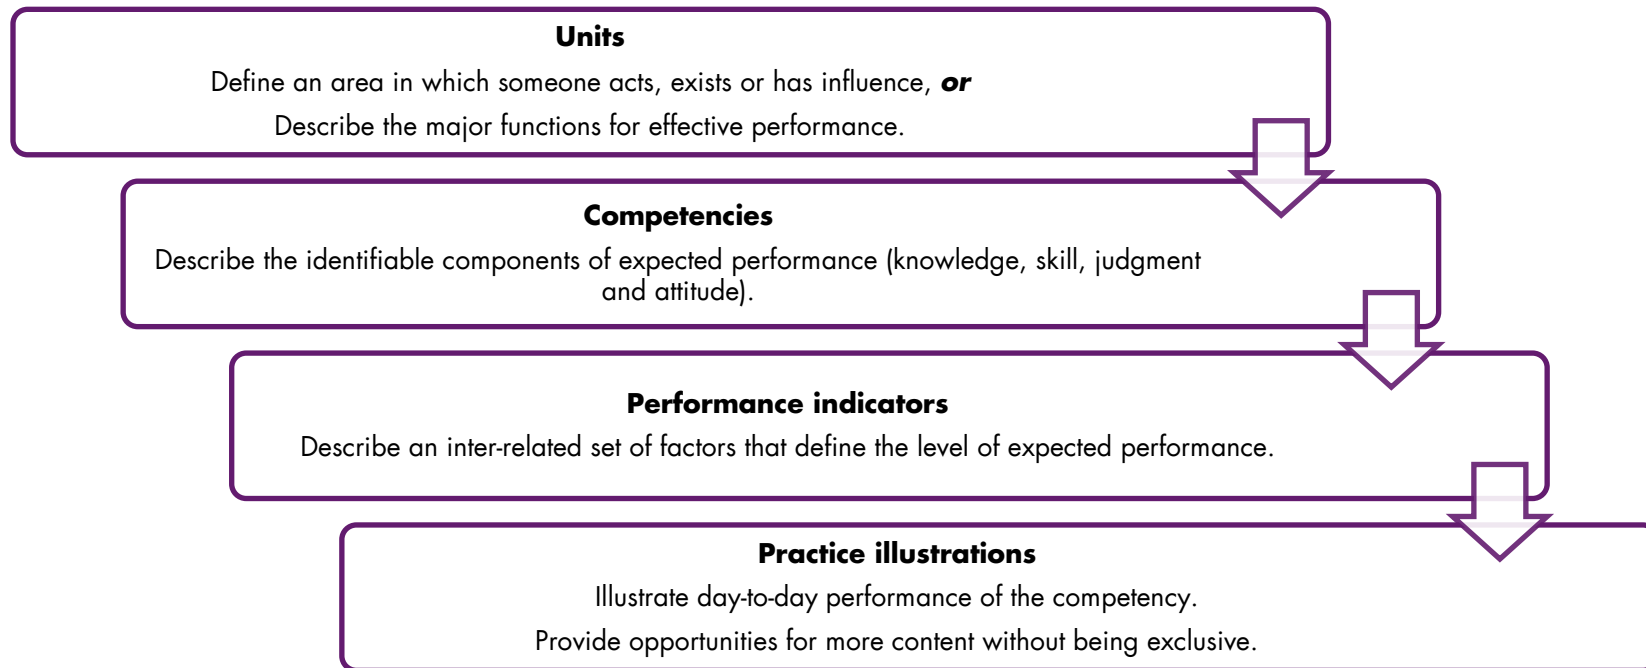 Units
Define an area in which someone acts, exists or has influence, or
Describe the major functions for effective performance.
Competencies
Describe the identifiable components of expected performance (knowledge, skill, judgment
and attitude).
Performance indicators
Describe an inter-related set of factors that define the level of expected performance.
Practice illustrations
Illustrate day-to-day performance of the competency.
Provide opportunities for more content without being exclusive.